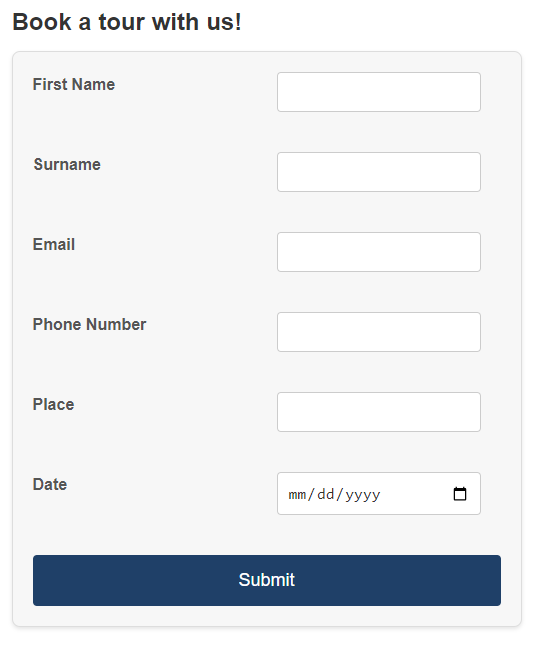 Book a tour with us!
First Name
Surname
Email
Phone Number
Place
Date
mm/dd/yyyy
Submit